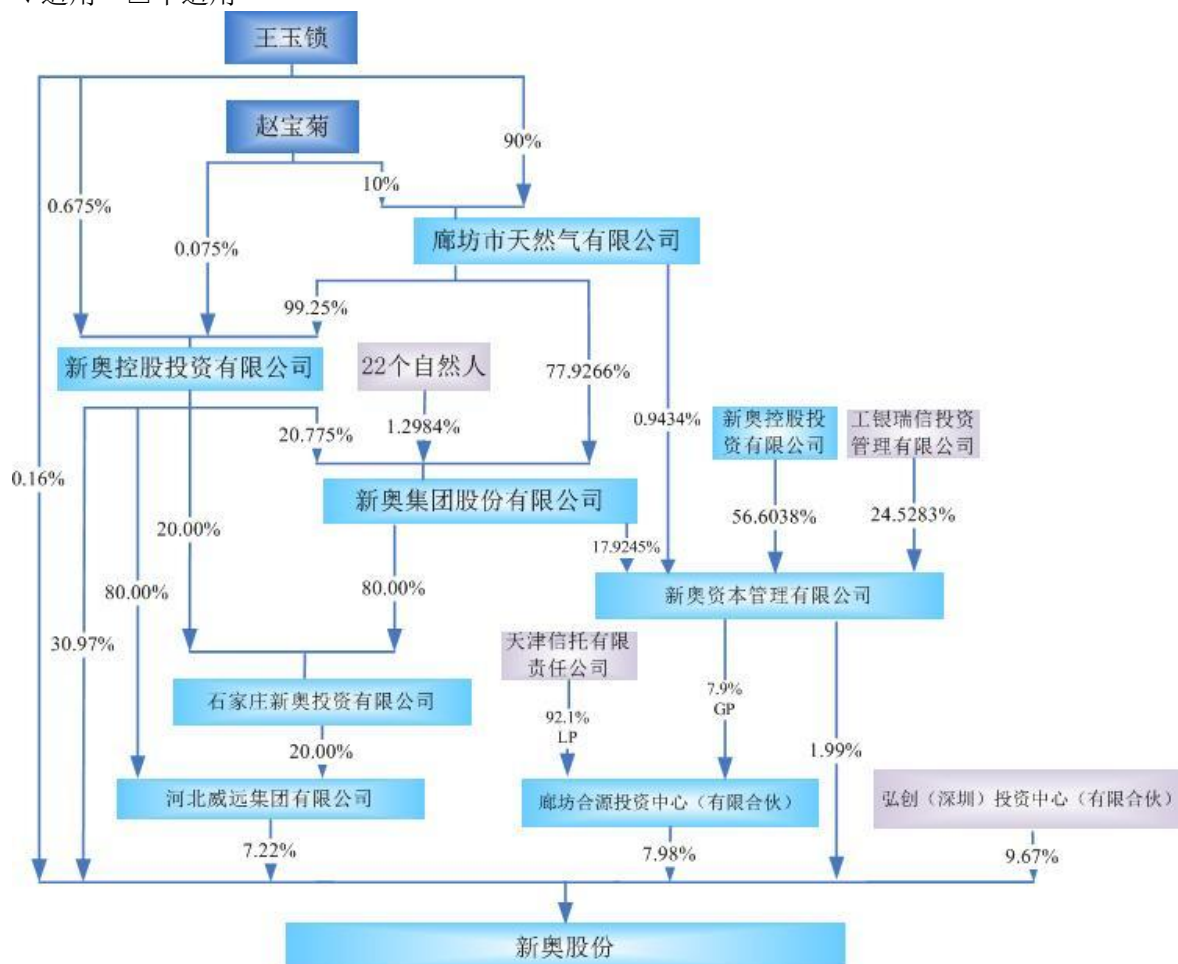 王玉锁
赵宝菊
90%
10%
0.675%
0.075%
廊坊市天然气有限公司
99.25%
新奥控股投资有限公司
22个自然人
77.9266%
0.9434%
新奥控股投
资有限公司
工银瑞信投资
管理有限公司
20.775%
1.2984%
0.16%
新奥集团股份有限公司
56.6038%
24.5283%
20.00%
17.9245%
80.00%
80.00%
新奥资本管理有限公司
30.97%
天津信托有限
责任公司
石家庄新奥投资有限公司
7.9%
GP
92.1%
LP
20.00%
1.99%
河北威远集团有限公司
廊坊合源投资中心（有限合伙）
弘创（深圳）投资中心（有限合伙）
7.22%
7.98%
9.67%
新奥股份